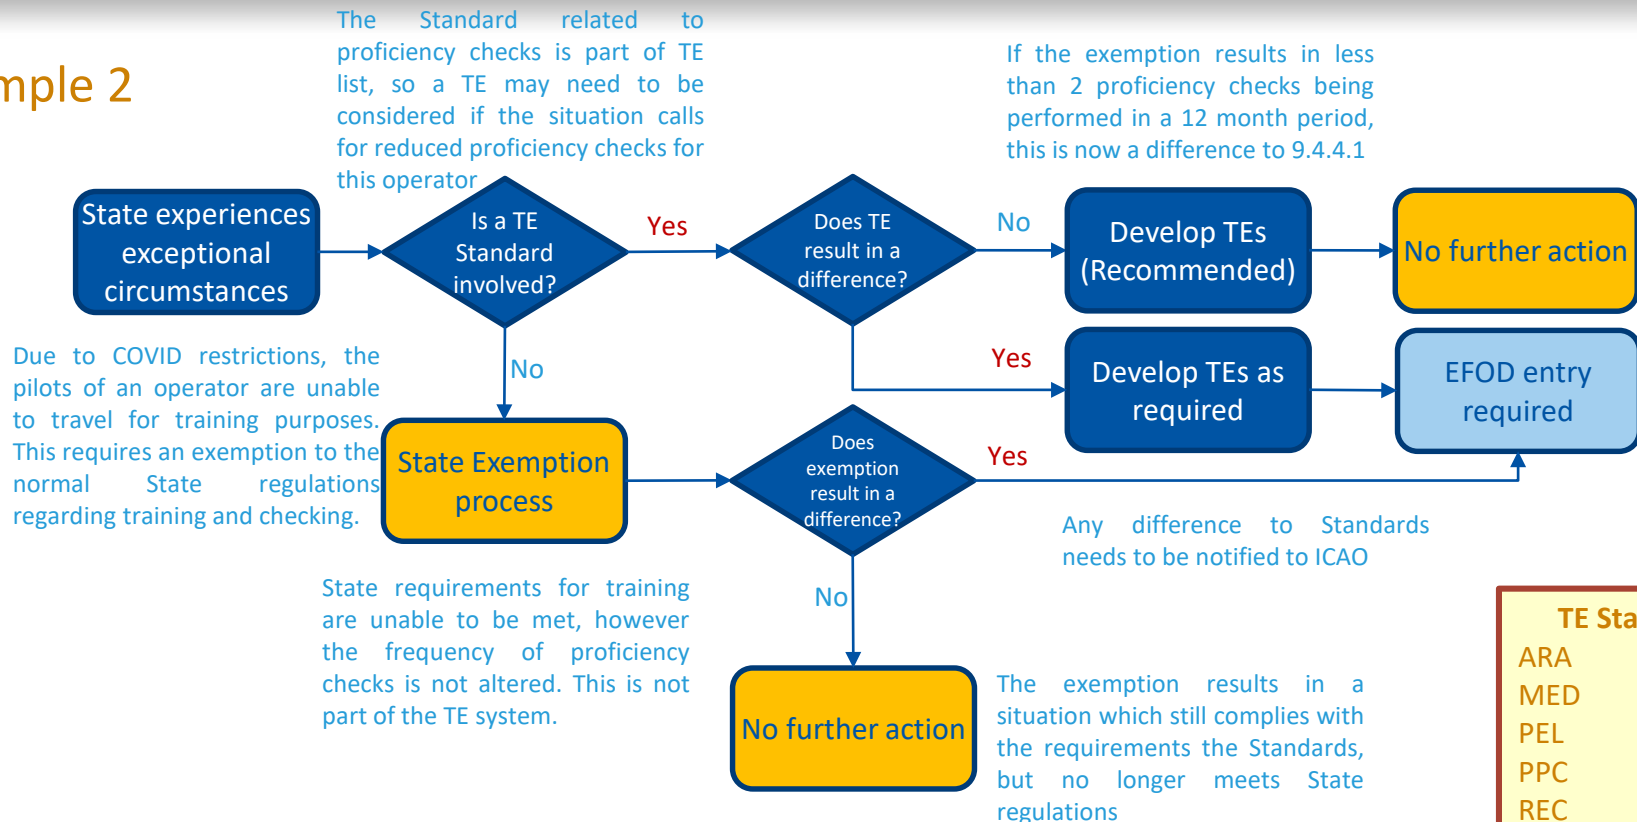 The Standard related to
proficiency checks is part of TE
list, so a TE may need to be
considered if the situation calls
for reduced proficiency checks for
this operator
mple 2
If the exemption results in less
than 2 proficiency checks being
performed in a 12 month period,
this is now a difference to 9.4.4.1
State experiences
exceptional
circumstances
Is a TE
Standard
involved?
Yes
Does TE
result in a
difference?
No
Develop TEs
(Recommended)
No further action
Due to COVID restrictions, the
pilots of an operator are unable
to travel for training purposes.
This requires an exemption to the
normal State regulations
regarding training and checking.
No
Yes
Develop TEs as
required
EFOD entry
required
State Exemption
process
Does
exemption
result in a
difference?
Yes
Any difference to Standards
needs to be notified to ICAO
State requirements for training
are unable to be met, however
the frequency of proficiency
checks is not altered. This is not
part of the TE system.
No
No further action
The exemption results in a
situation which still complies with
the requirements the Standards,
but no longer meets State
regulations
TE Sta
ARA
MED
PEL
PPC
REC